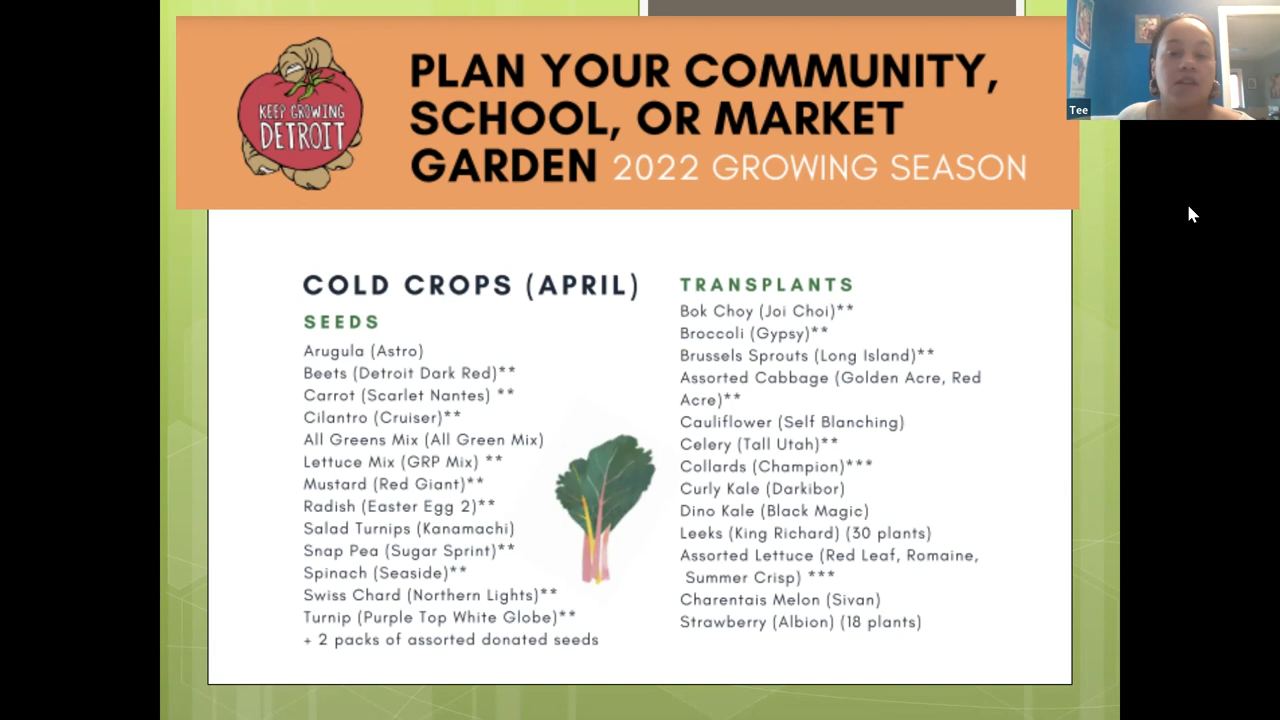 KEEP GROWING
DETROIT
PLAN YOUR COMMUNITY,
SCHOOL, OR MARKET
GARDEN 2022 GROWING SEASON
Tee
COLD CROPS (APRIL)
SEEDS
Arugula (Astro)
Beets (Detroit Dark Red)**
Carrot (Scarlet Nantes) **
Cilantro (Cruiser)**
All Greens Mix (All Green Mix)
Lettuce Mix (GRP Mix) **
Mustard (Red Giant)**
Radish (Easter Egg 2)**
Salad Turnips (Kanamachi)
Snap Pea (Sugar Sprint)**
Spinach (Seaside)**
Swiss Chard (Northern Lights)**
Turnip (Purple Top White Globe)**
+ 2 packs of assorted donated seeds
TRANSPLANTS
Bok Choy (Joi Choi)**
Broccoli (Gypsy)**
Brussels Sprouts (Long Island)**
Assorted Cabbage (Golden Acre, Red
Acre)**
Cauliflower (Self Blanching)
Celery (Tall Utah)**
Collards (Champion)***
Curly Kale (Darkibor)
Dino Kale (Black Magic)
Leeks (King Richard) (30 plants)
Assorted Lettuce (Red Leaf, Romaine,
Summer Crisp) ***
Charentais Melon (Sivan)
Strawberry (Albion) (18 plants)